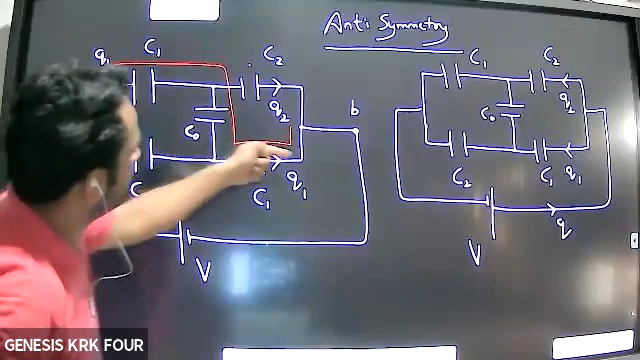 Anti Symmetry
q1 C1 C2
C0 q2 b
C C1 q1
V
C1 C2
C0 q2
C2 C1 q1
V q
GENESIS KRK FOUR